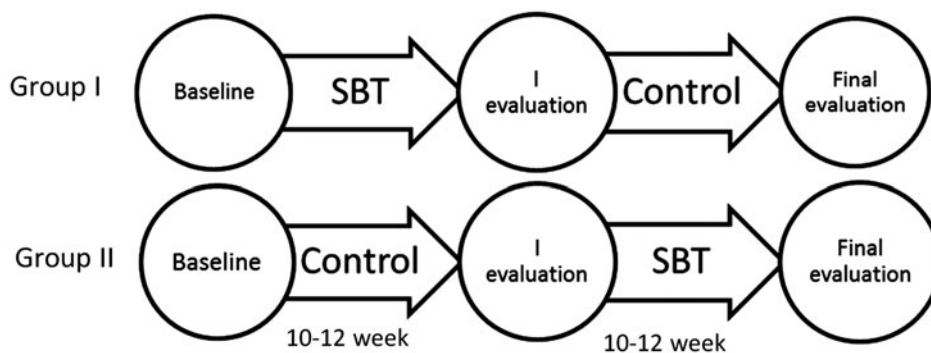 Group I
Baseline
SBT
I
evaluation
Control
Final
evaluation
Group II
Baseline
Control
I
evaluation
SBT
Final
evaluation
10-12 week
10-12 week